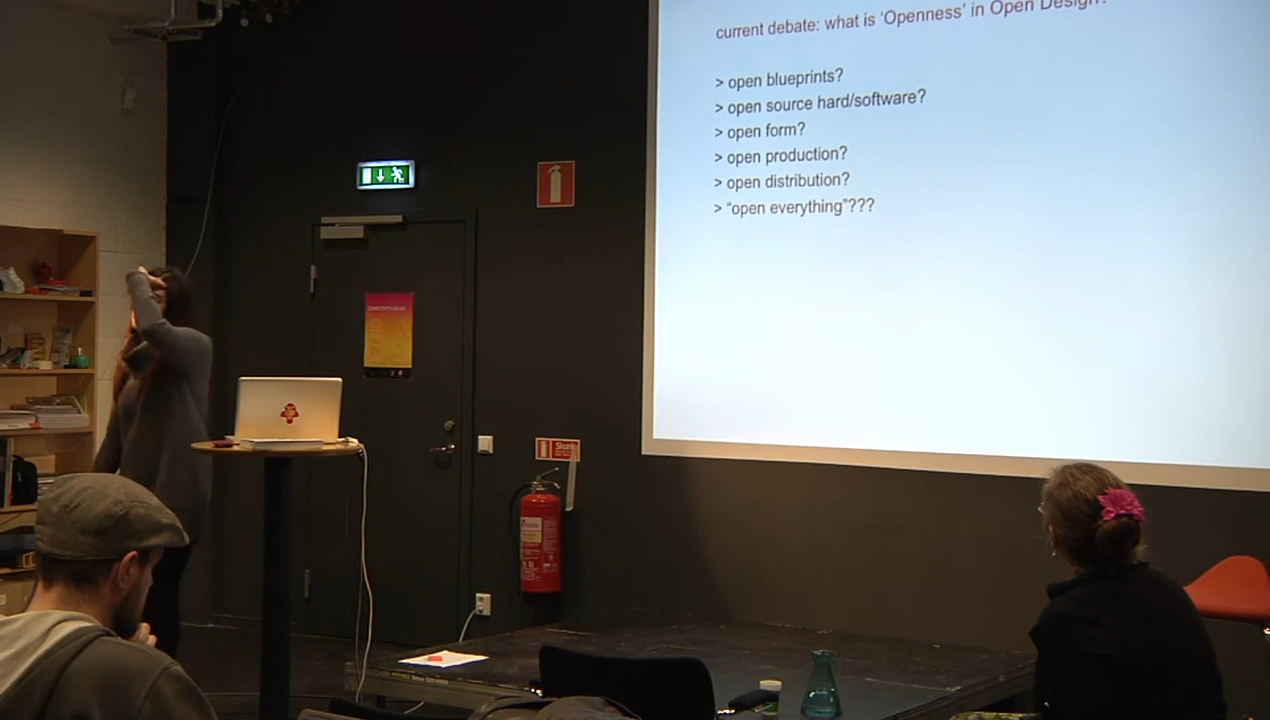 current debate: what is 'Openness' in Open Design?
> open blueprints?
> open source hard/software?
> open form?
> open production?
> open distribution?
> "open everything"???